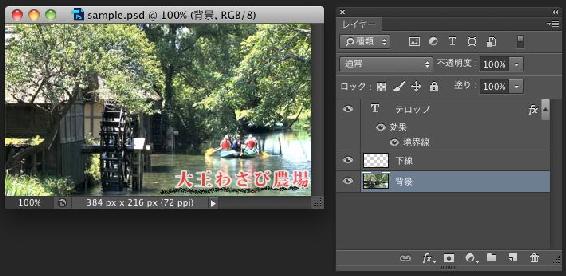 sample.psd @ 100% (背景, RGB/8)
大王わさび農場
100%
384 px x 216 px (72 ppi)
レイヤー
種類
通常
不透明度:
100%
ロック:
塗り:
100%
T
テロップ
fx
効果
境界線
下線
背景
fx